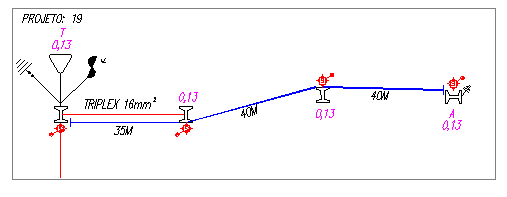 PROJETO: 19
T
0,13
TRIPLEX 16mm²
0,13
35M
40M
0,13
40M
A
0,13